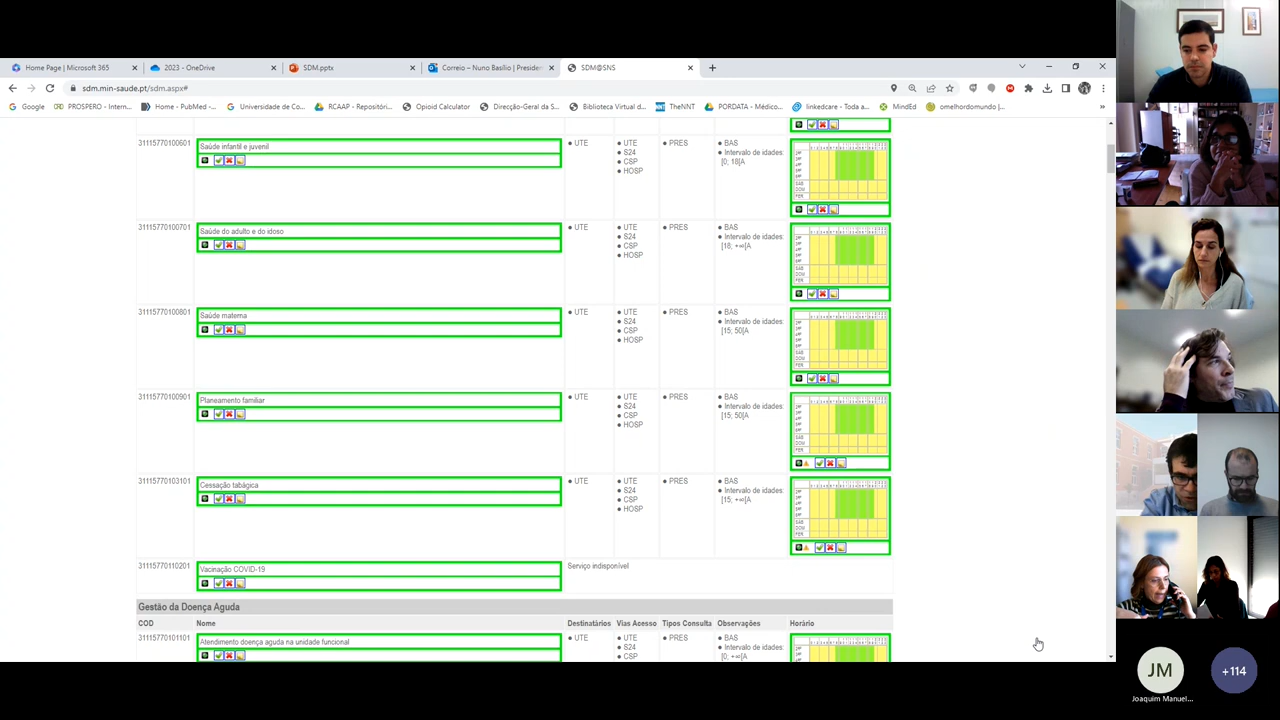 Home Page | Microsoft 365
2023 - OneDrive
SDM.pptx
Correio – Nuno Basílio | Presiden
SDM@SNS
sdm.min-saude.pt/sdm.aspx#
Google
PROSPERO - Intern...
Home - PubMed -...
Universidade de Co...
RCAAP - Repositóri...
Opioid Calculator
Direcção-Geral da S...
Biblioteca Virtual d...
TheNNT
PORDATA - Médico...
linkedcare - Toda a...
MindEd
omelhordomundo|...
31115770100601
Saúde infantil e juvenil
● UTE
● UTE
● S24
● CSP
● HOSP
● PRES
● BAS
● Intervalo de idades:
[0; 18[A
31115770100701
Saúde do adulto e do idoso
● UTE
● UTE
● S24
● CSP
● HOSP
● PRES
● BAS
● Intervalo de idades:
[18; +∞[A
31115770100801
Saúde materna
● UTE
● UTE
● S24
● CSP
● HOSP
● PRES
● BAS
● Intervalo de idades:
[15; 50[A
31115770100901
Planeamento familiar
● UTE
● UTE
● S24
● CSP
● HOSP
● PRES
● BAS
● Intervalo de idades:
[15; 50[A
31115770103101
Cessação tabágica
● UTE
● UTE
● S24
● CSP
● HOSP
● PRES
● BAS
● Intervalo de idades:
[15; +∞[A
31115770110201
Vacinação COVID-19
Serviço indisponível
Gestão da Doença Aguda
COD Nome Destinatários Vias Acesso Tipos Consulta Observações Horário
31115770101101
Atendimento doença aguda na unidade funcional
● UTE
● UTE
● S24
● CSP
● PRES
● BAS
● Intervalo de idades:
[0; +∞[A
JM
Joaquim Manuel...
+114